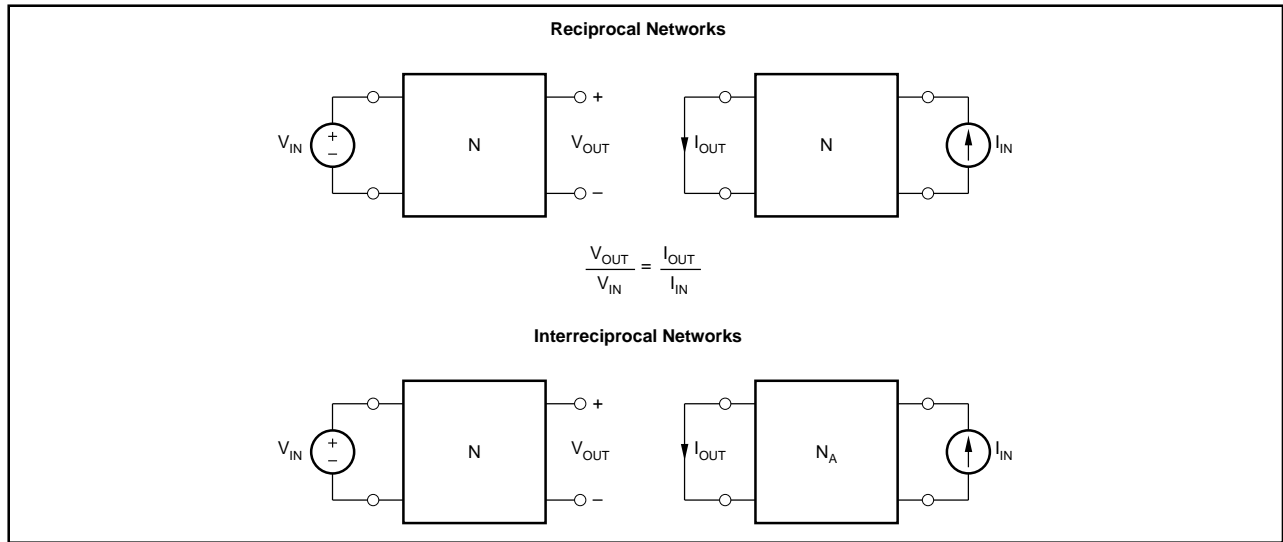 Reciprocal Networks
V_IN + − N + V_OUT − I_OUT N I_IN
V_OUT / V_IN = I_OUT / I_IN
Interreciprocal Networks
V_IN + − N + V_OUT − I_OUT N_A I_IN